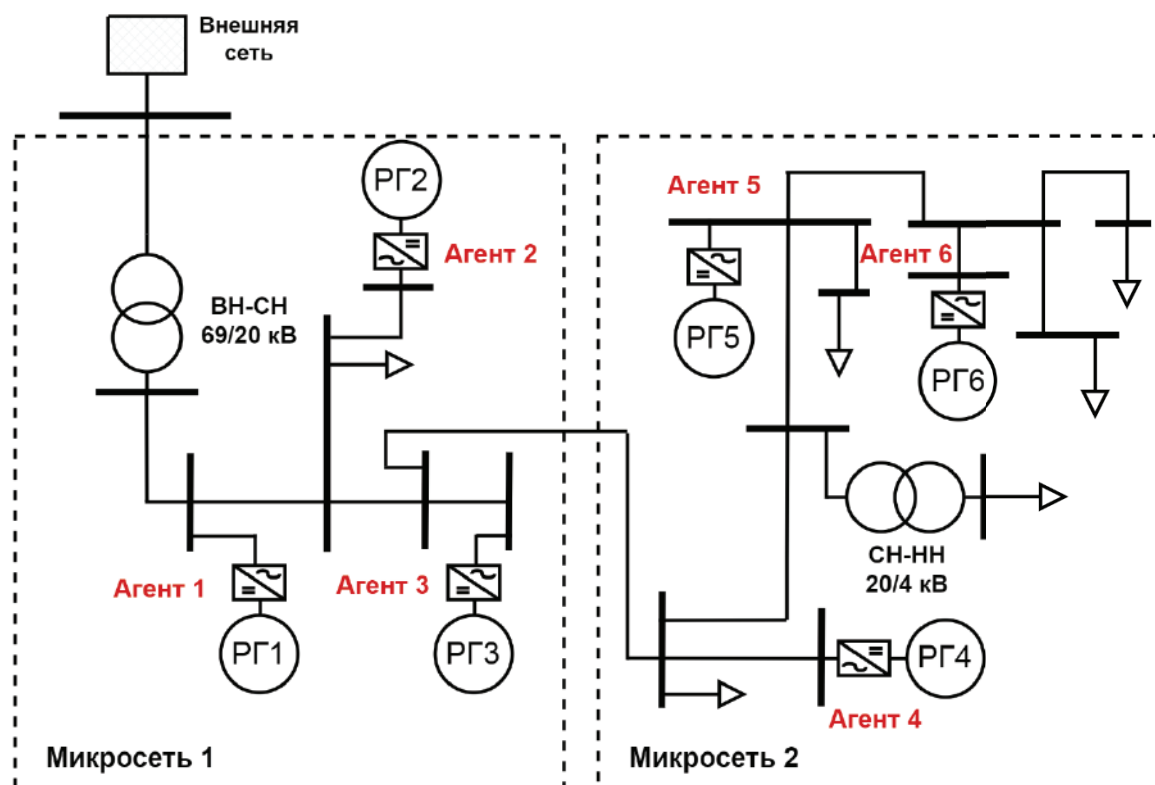 Внешняя
сеть
РГ2
Агент 2
ВН-СН
69/20 кВ
Агент 1
РГ1
Агент 3
РГ3
Микросеть 1
Агент 5
РГ5
Агент 6
РГ6
СН-НН
20/4 кВ
РГ4
Агент 4
Микросеть 2